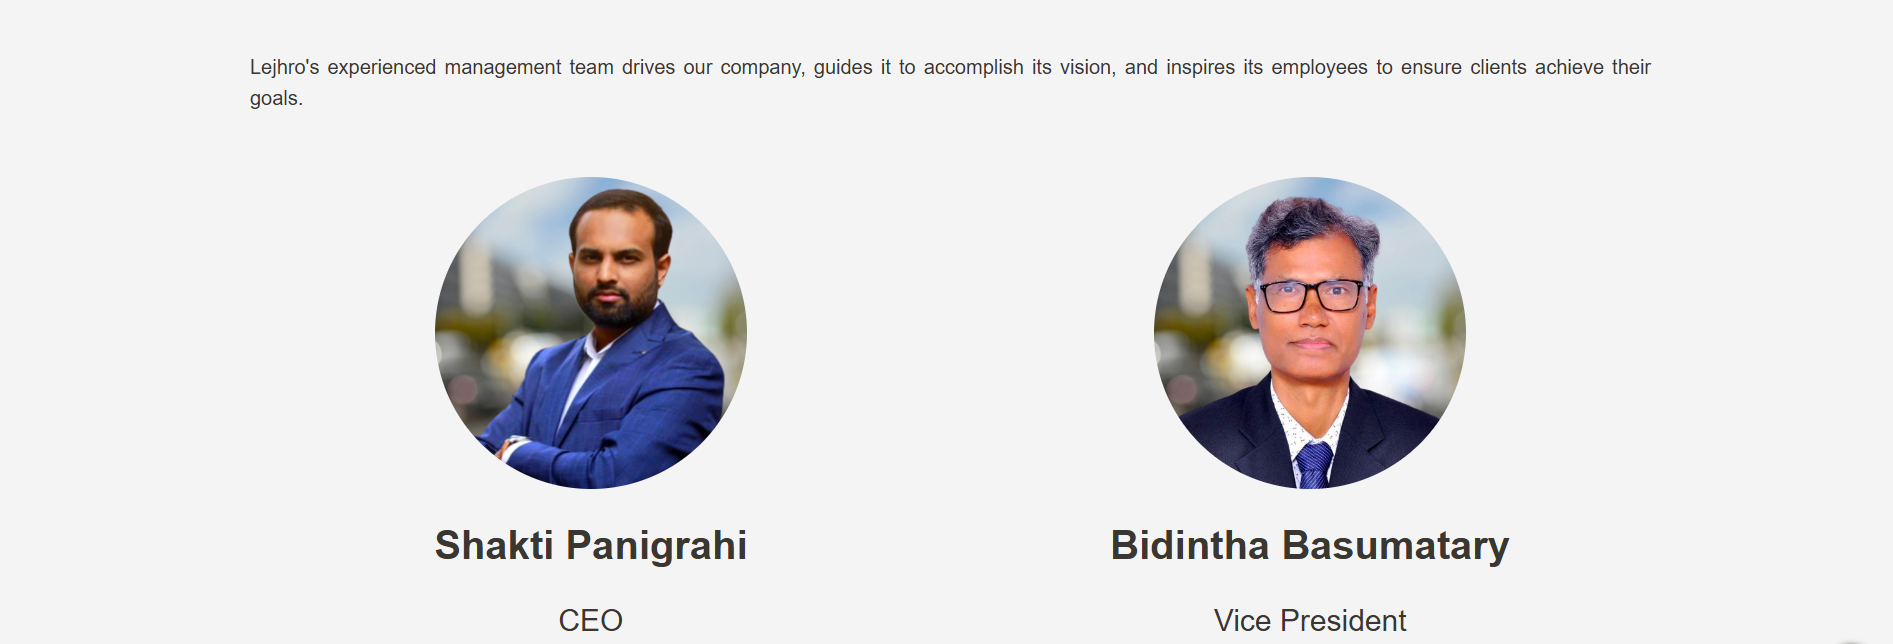 Lejhro's experienced management team drives our company, guides it to accomplish its vision, and inspires its employees to ensure clients achieve their
goals.
Shakti Panigrahi
CEO
Bidintha Basumatary
Vice President